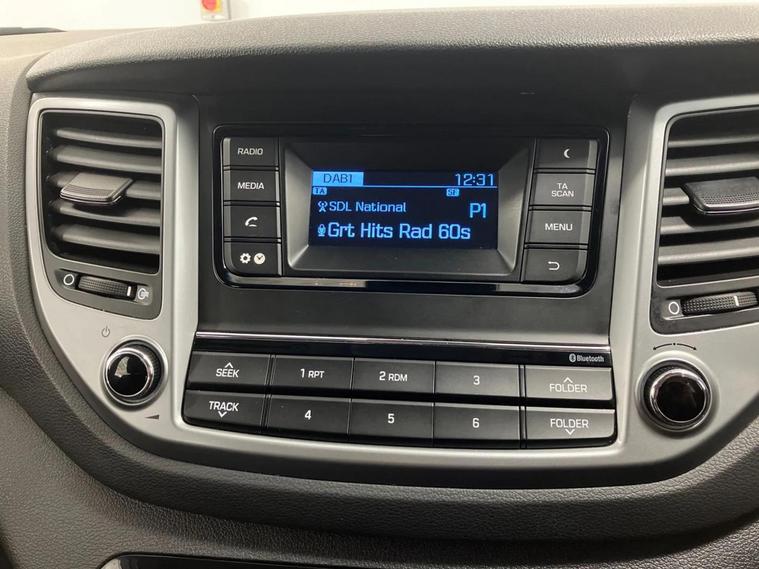 RADIO
MEDIA
DAB1 12:31
TA SF
SDL National P1
Grt Hits Rad 60s
TA SCAN
MENU
Bluetooth
SEEK 1 RPT 2 RDM 3 FOLDER
TRACK 4 5 6 FOLDER